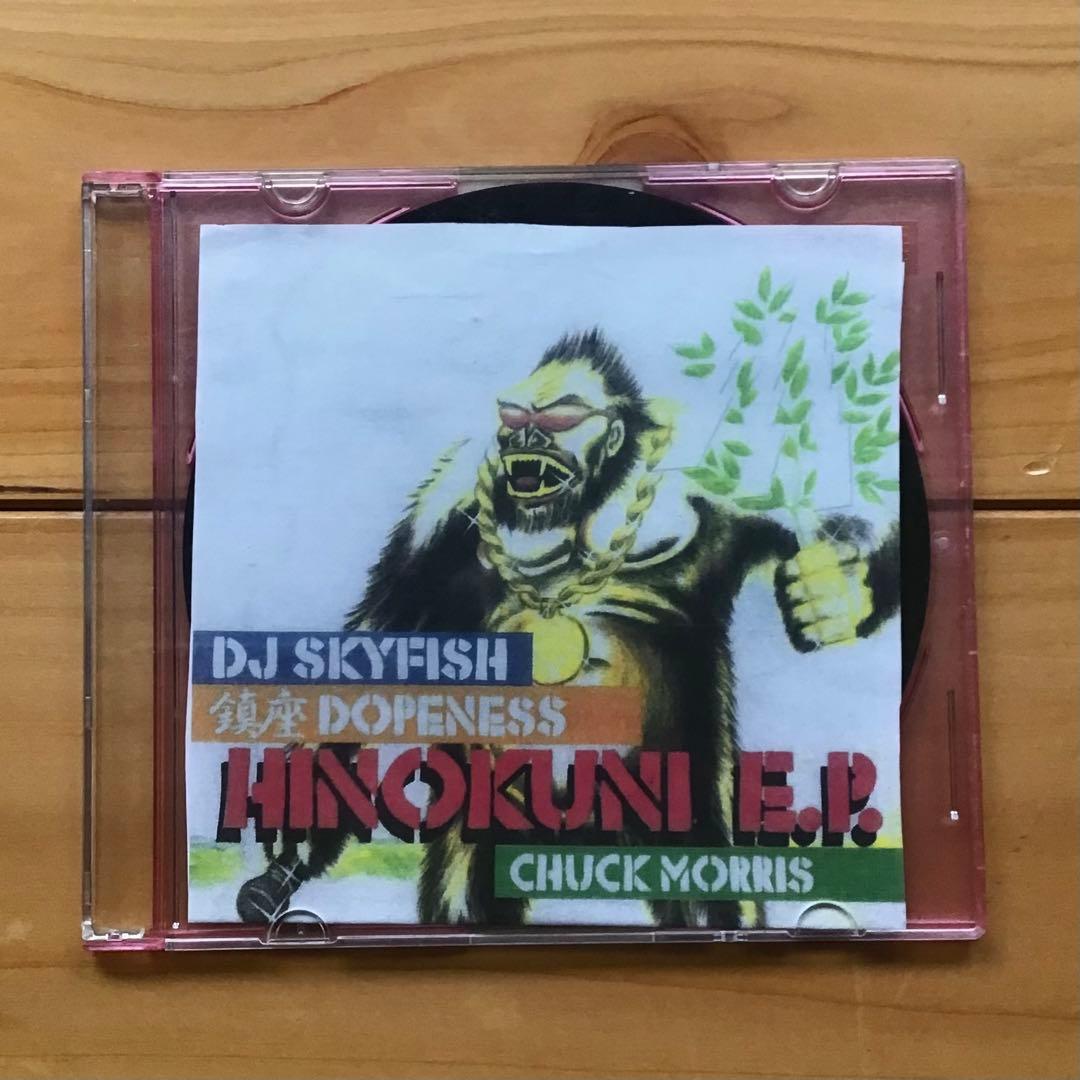 DJ SKYFISH
鎮座 DOPENESS
HINOKUNI E.P.
CHUCK MORRIS